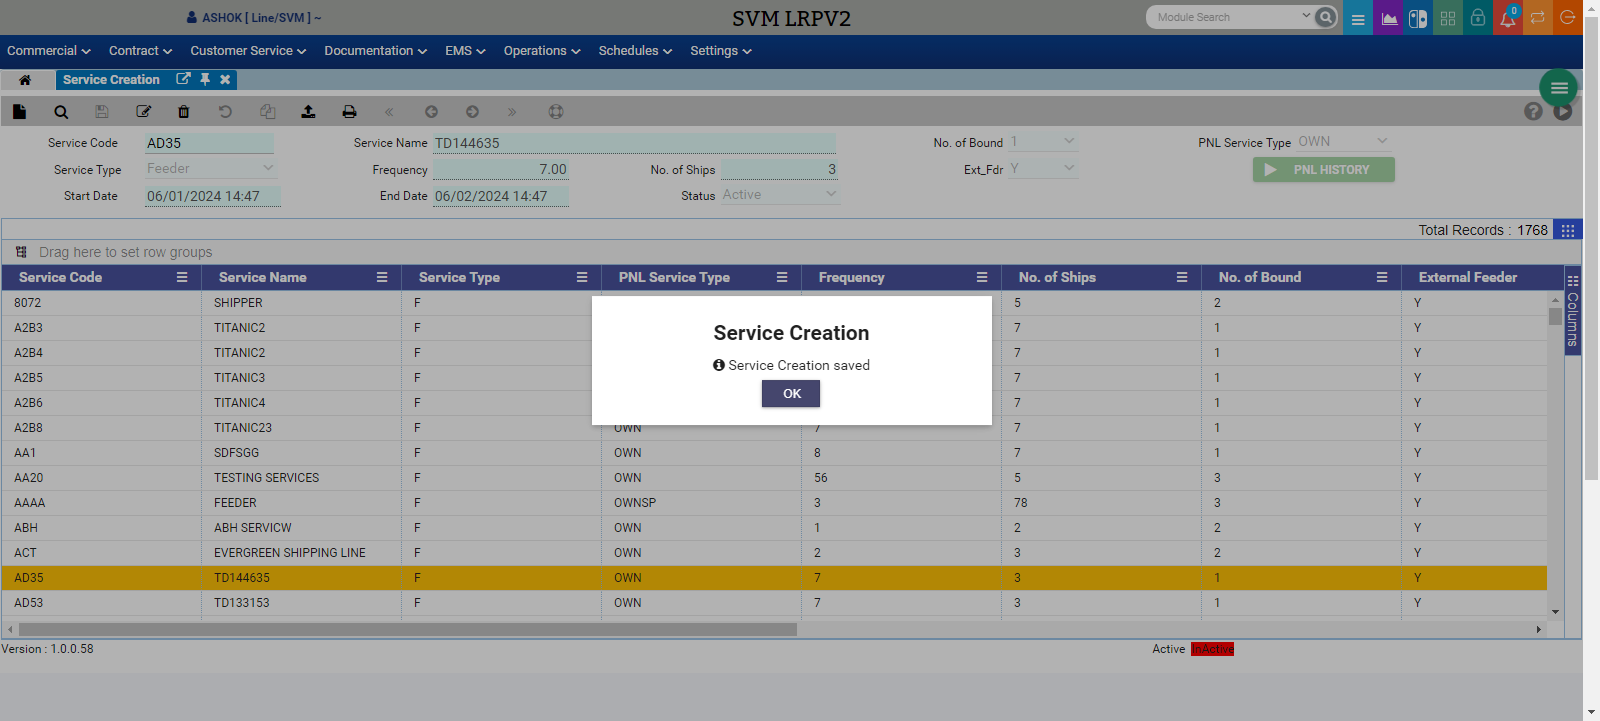 ASHOK [ Line/SVM ] ~
SVM LRPV2
Module Search
0
Commercial Contract Customer Service Documentation EMS Operations Schedules Settings
Service Creation
Service Code AD35 Service Name TD144635 No. of Bound 1 PNL Service Type OWN
Service Type Feeder Frequency 7.00 No. of Ships 3 Ext_Fdr Y PNL HISTORY
Start Date 06/01/2024 14:47 End Date 06/02/2024 14:47 Status Active
Total Records : 1768
Drag here to set row groups
Service Code Service Name Service Type PNL Service Type Frequency No. of Ships No. of Bound External Feeder
Columns
8072 SHIPPER F 5 2 Y
A2B3 TITANIC2 F 7 1 Y
A2B4 TITANIC2 F 7 1 Y
A2B5 TITANIC3 F 7 1 Y
A2B6 TITANIC4 F 7 1 Y
A2B8 TITANIC23 F OWN 7 7 1 Y
AA1 SDFSGG F OWN 8 7 1 Y
AA20 TESTING SERVICES F OWN 56 5 3 Y
AAAA FEEDER F OWNSP 3 78 3 Y
ABH ABH SERVICW F OWN 1 2 2 Y
ACT EVERGREEN SHIPPING LINE F OWN 2 3 2 Y
AD35 TD144635 F OWN 7 3 1 Y
AD53 TD133153 F OWN 7 3 1 Y
Service Creation
Service Creation saved
OK
Version : 1.0.0.58
Active InActive